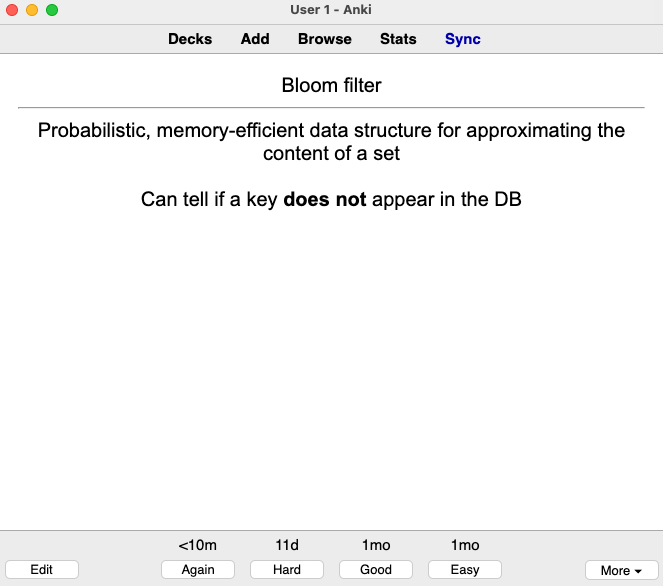 User 1 - Anki
Decks Add Browse Stats Sync
Bloom filter
Probabilistic, memory-efficient data structure for approximating the
content of a set
Can tell if a key does not appear in the DB
<10m 11d 1mo 1mo
Edit Again Hard Good Easy More